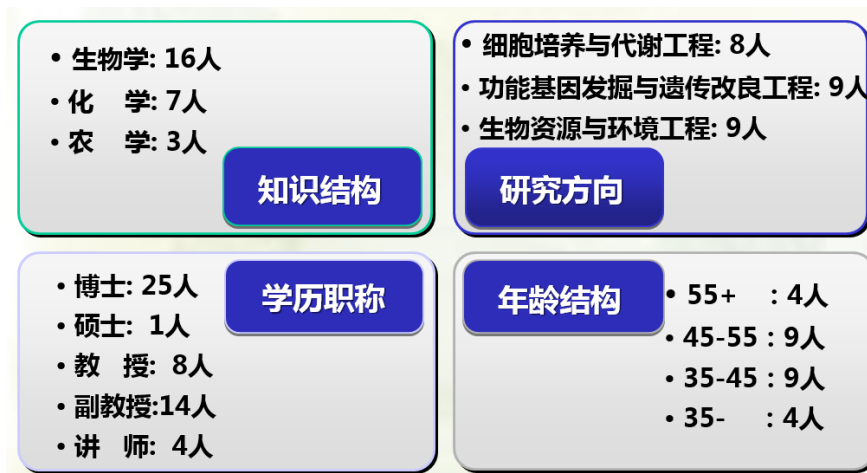 • 生物学: 16人
• 化 学: 7人
• 农 学: 3人
知识结构
• 细胞培养与代谢工程: 8人
• 功能基因发掘与遗传改良工程: 9人
• 生物资源与环境工程: 9人
研究方向
• 博士: 25人
• 硕士: 1人
• 教 授: 8人
• 副教授:14人
• 讲 师: 4人
学历职称
年龄结构
• 55+ : 4人
• 45-55 : 9人
• 35-45 : 9人
• 35- : 4人